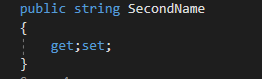 public string SecondName
{
get;set;
}